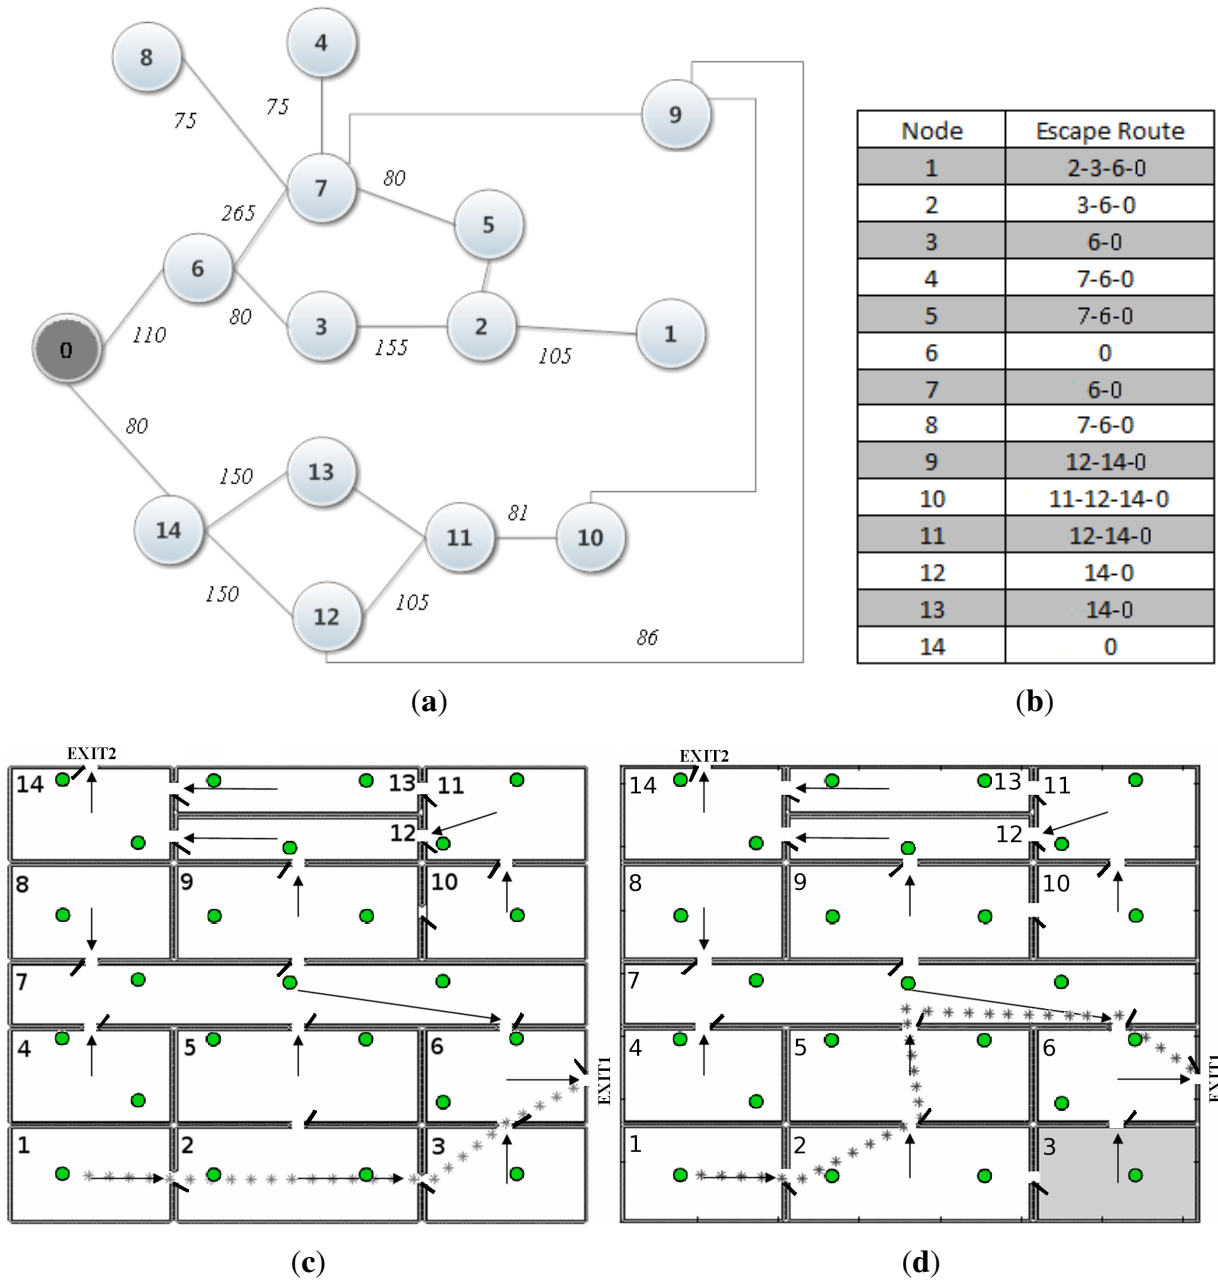 8
4
75
75
9
7
80
265
5
6
80
3
2
1
0
110
155
105
80
150
13
14
11
81
10
150
12
105
86
(a)
Node Escape Route
1 2-3-6-0
2 3-6-0
3 6-0
4 7-6-0
5 7-6-0
6 0
7 6-0
8 7-6-0
9 12-14-0
10 11-12-14-0
11 12-14-0
12 14-0
13 14-0
14 0
(b)
EXIT2
14 13 11
12
8 9 10
7
4 5 6
EXIT1
1 2 3
(c)
EXIT2
14 13 11
12
8 9 10
7
4 5 6
EXIT1
1 2 3
(d)